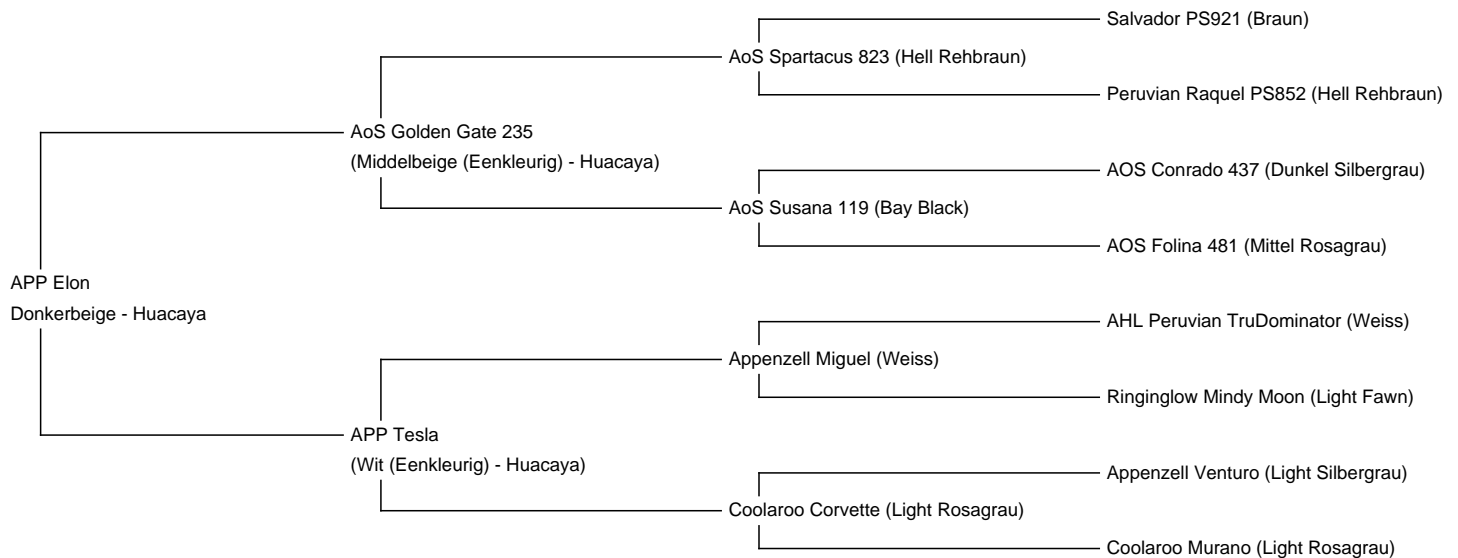 Salvador PS921 (Braun)
AoS Spartacus 823 (Hell Rehbraun)
Peruvian Raquel PS852 (Hell Rehbraun)
AoS Golden Gate 235
(Middelbeige (Eenkleurig) - Huacaya)
AOS Conrado 437 (Dunkel Silbergrau)
AoS Susana 119 (Bay Black)
AOS Folina 481 (Mittel Rosagrau)
APP Elon
Donkerbeige - Huacaya
AHL Peruvian TruDominator (Weiss)
Appenzell Miguel (Weiss)
Ringinglow Mindy Moon (Light Fawn)
APP Tesla
(Wit (Eenkleurig) - Huacaya)
Appenzell Venturo (Light Silbergrau)
Coolaroo Corvette (Light Rosagrau)
Coolaroo Murano (Light Rosagrau)